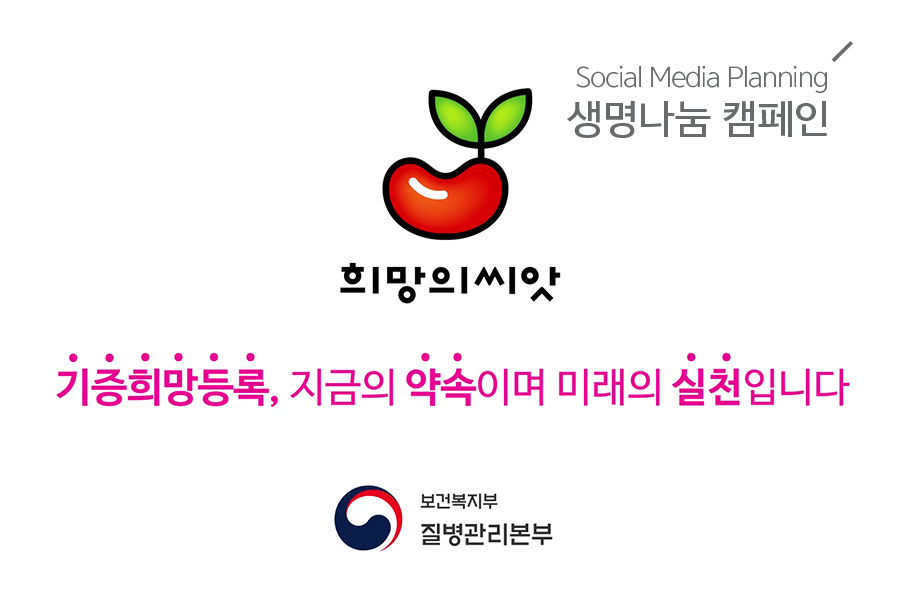 Social Media Planning
생명나눔 캠페인
희망의씨앗
기증희망등록, 지금의 약속이며 미래의 실천입니다
보건복지부
질병관리본부